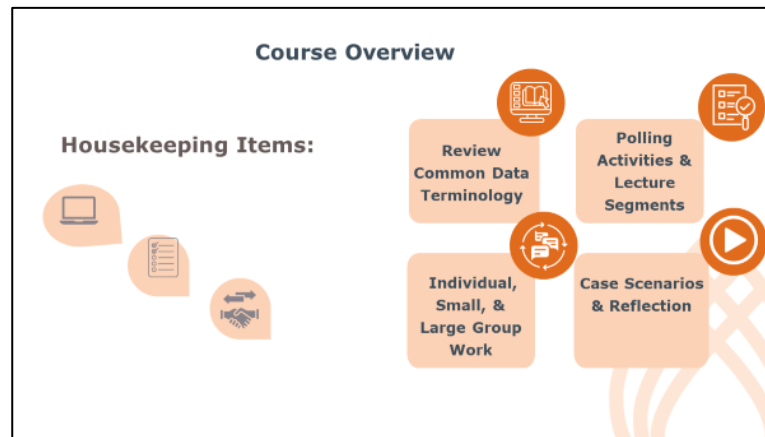 Course Overview
Housekeeping Items:
Review
Common Data
Terminology
Polling
Activities &
Lecture
Segments
Individual,
Small, &
Large Group
Work
Case Scenarios
& Reflection